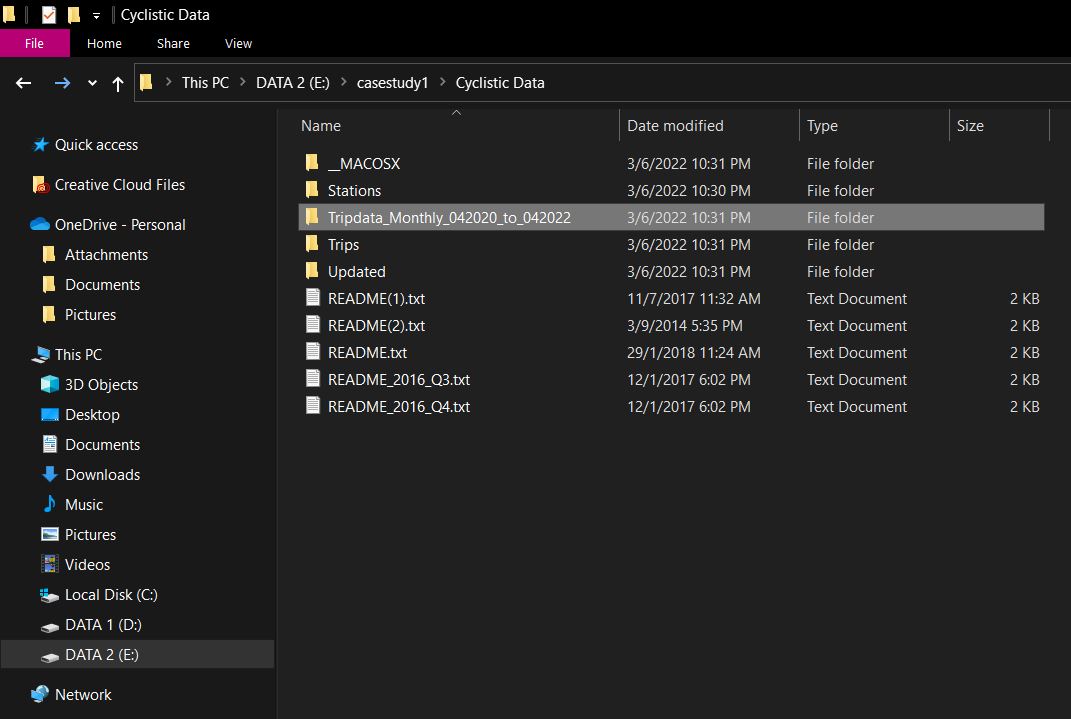 Cyclistic Data
File Home Share View
This PC DATA 2 (E:) casestudy1 Cyclistic Data
Quick access
Creative Cloud Files
OneDrive - Personal
Attachments
Documents
Pictures
This PC
3D Objects
Desktop
Documents
Downloads
Music
Pictures
Videos
Local Disk (C:)
DATA 1 (D:)
DATA 2 (E:)
Network
Name Date modified Type Size
__MACOSX 3/6/2022 10:31 PM File folder
Stations 3/6/2022 10:30 PM File folder
Tripdata_Monthly_042020_to_042022 3/6/2022 10:31 PM File folder
Trips 3/6/2022 10:31 PM File folder
Updated 3/6/2022 10:31 PM File folder
README(1).txt 11/7/2017 11:32 AM Text Document 2 KB
README(2).txt 3/9/2014 5:35 PM Text Document 2 KB
README.txt 29/1/2018 11:24 AM Text Document 2 KB
README_2016_Q3.txt 12/1/2017 6:02 PM Text Document 2 KB
README_2016_Q4.txt 12/1/2017 6:02 PM Text Document 2 KB